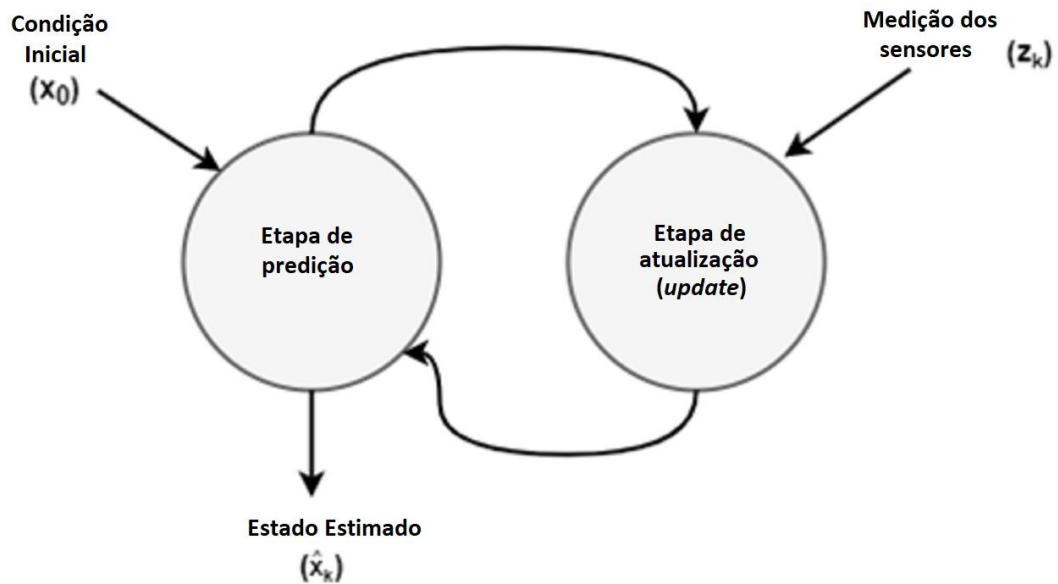 Condição
Inicial
(x₀)
Medição dos
sensores (zₖ)
Etapa de
predição
Etapa de
atualização
(update)
Estado Estimado
(x̂ₖ)